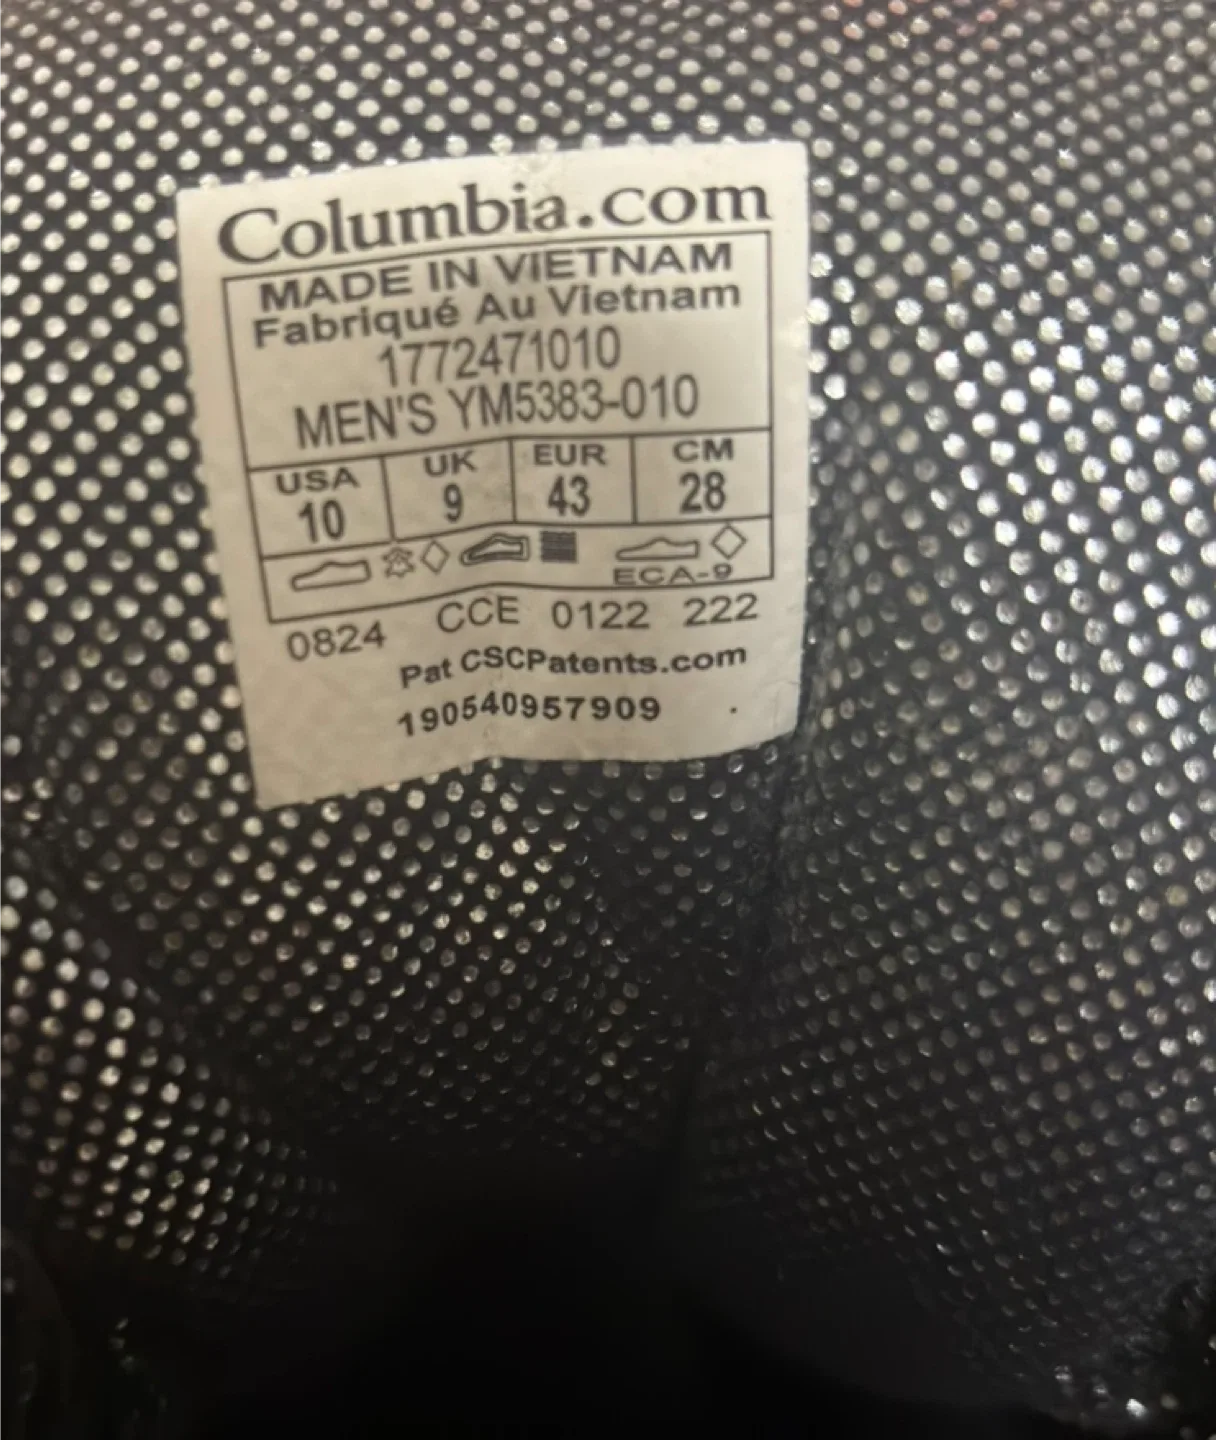 Columbia.com
MADE IN VIETNAM
Fabriqué Au Vietnam
1772471010
MEN'S YM5383-010
USA UK EUR CM
10 9 43 28
ECA-9
0824 CCE 0122 222
Pat CSCPatents.com
190540957909